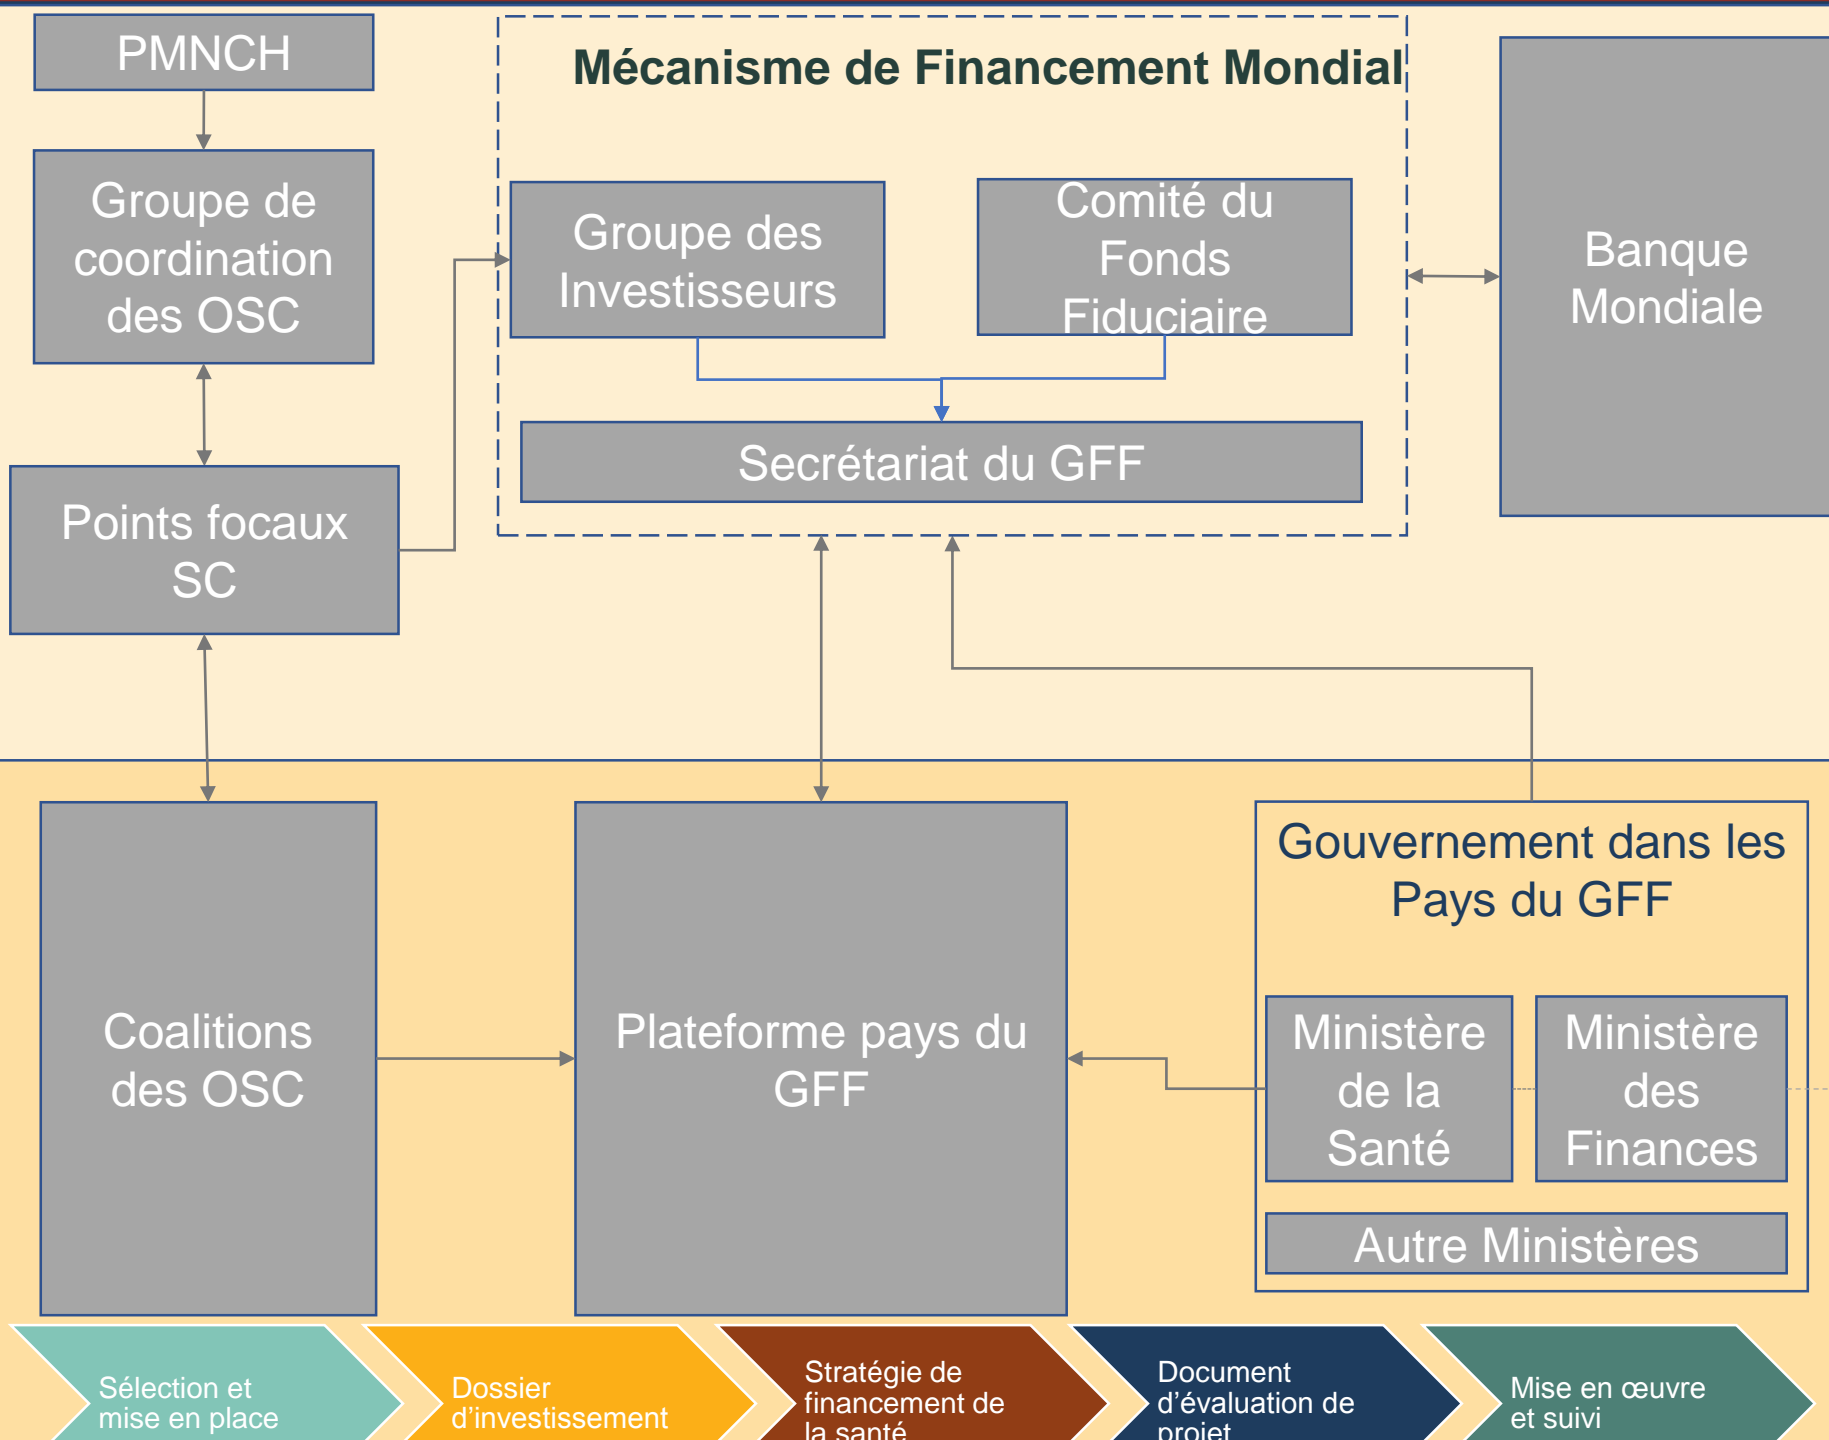 PMNCH
Mécanisme de Financement Mondial
Groupe de
coordination
des OSC
Groupe des
Investisseurs
Comité du
Fonds
Fiduciaire
Banque
Mondiale
Secrétariat du GFF
Points focaux
SC
Gouvernement dans les
Pays du GFF
Coalitions
des OSC
Plateforme pays du
GFF
Ministère
de la
Santé
Ministère
des
Finances
Autre Ministères
Sélection et
mise en place
Dossier
d’investissement
Stratégie de
financement de
la santé
Document
d’évaluation de
projet
Mise en œuvre
et suivi